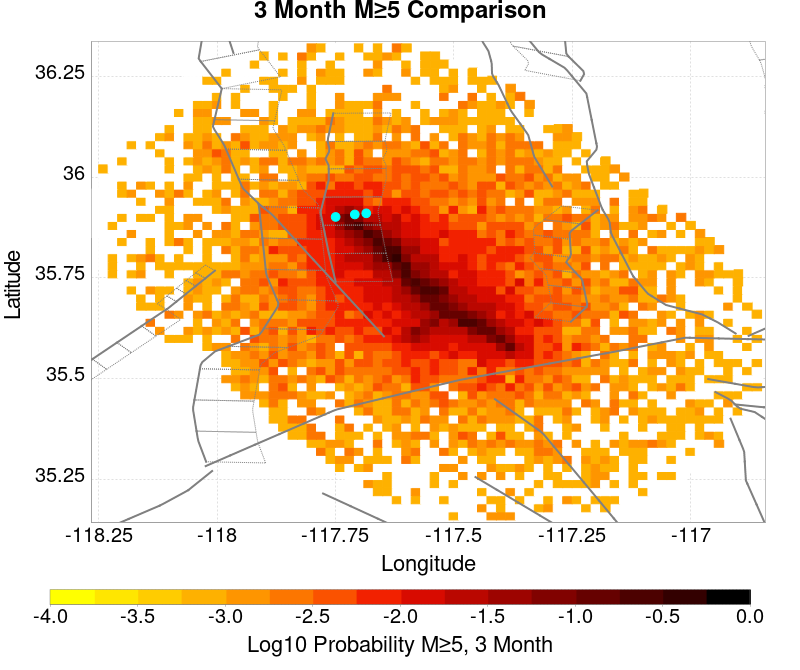 3 Month M≥5 Comparison
36.25
36
35.75
35.5
35.25
Latitude
-118.25 -118 -117.75 -117.5 -117.25 -117
Longitude
-4.0 -3.5 -3.0 -2.5 -2.0 -1.5 -1.0 -0.5 0.0
Log10 Probability M≥5, 3 Month